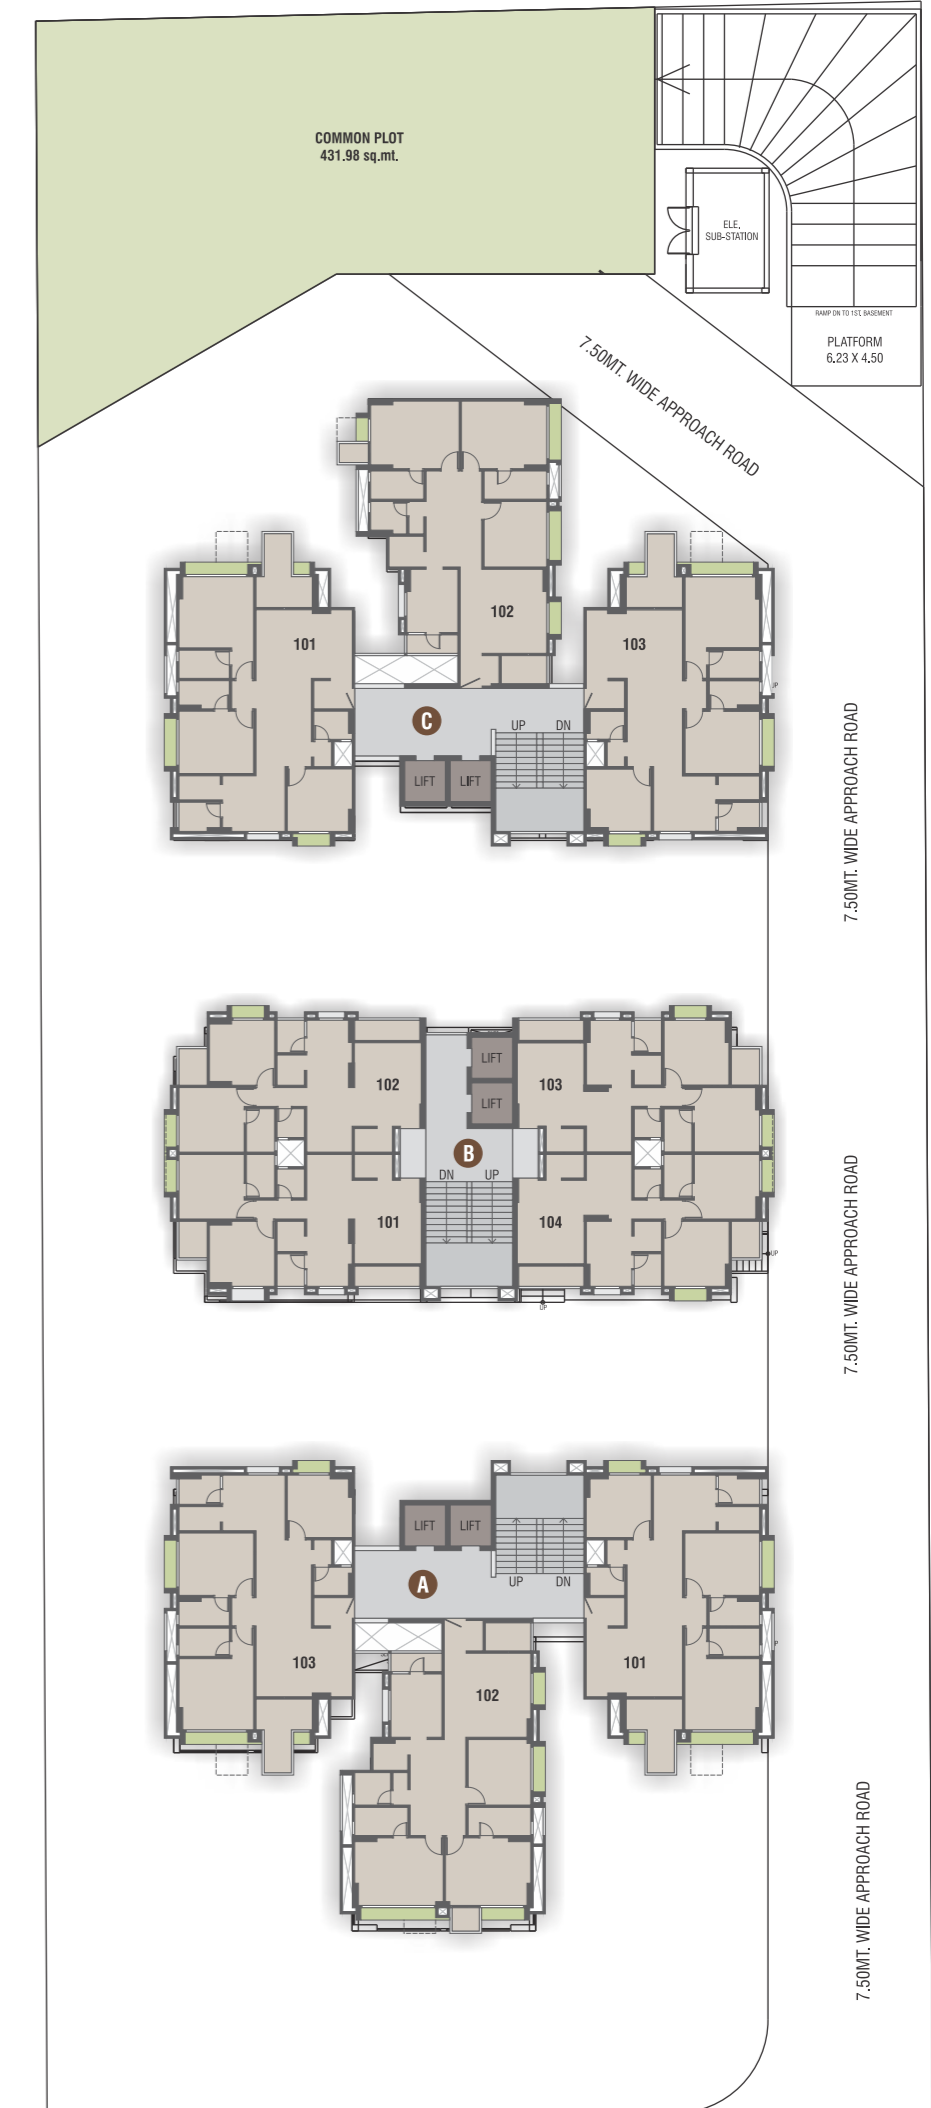 COMMON PLOT
431.98 sq.mt.
ELE.
SUB-STATION
RAMP DN TO 1ST. BASEMENT
PLATFORM
6.23 X 4.50
7.50MT. WIDE APPROACH ROAD
102
101
103
UP
C
UP DN
LIFT LIFT
7.50MT. WIDE APPROACH ROAD
LIFT
102
103
LIFT
B
DN UP
101
104
UP
UP
7.50MT. WIDE APPROACH ROAD
LIFT LIFT
A
UP DN
103
101
102
7.50MT. WIDE APPROACH ROAD